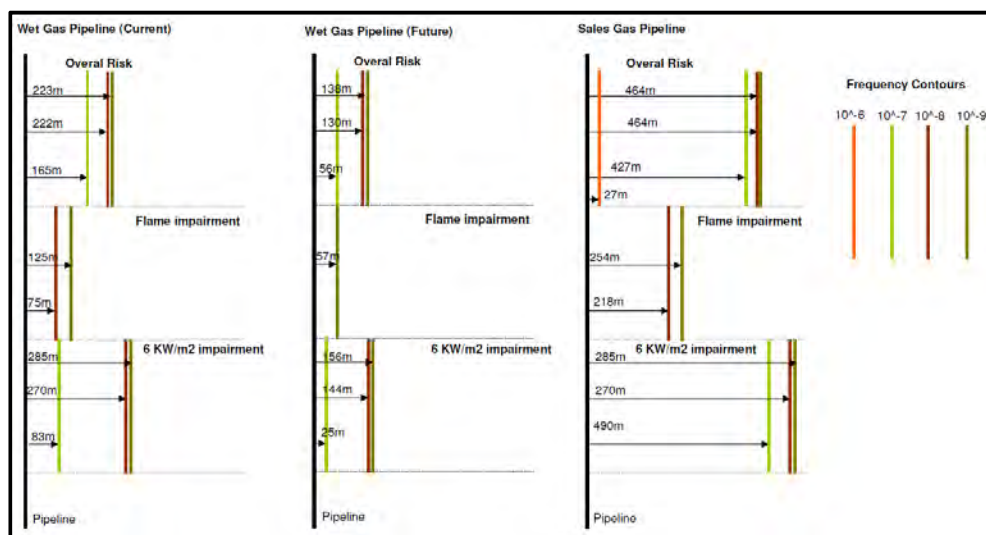 Wet Gas Pipeline (Current)
Overal Risk
223m
222m
165m
Flame impairment
125m
75m
6 KW/m2 impairment
285m
270m
83m
Pipeline
Wet Gas Pipeline (Future)
Overal Risk
138m
130m
56m
Flame impairment
57m
6 KW/m2 impairment
156m
144m
25m
Pipeline
Sales Gas Pipeline
Overal Risk
464m
464m
427m
27m
Flame impairment
254m
218m
6 KW/m2 impairment
285m
270m
490m
Pipeline
Frequency Contours
10^-6 10^-7 10^-8 10^-9